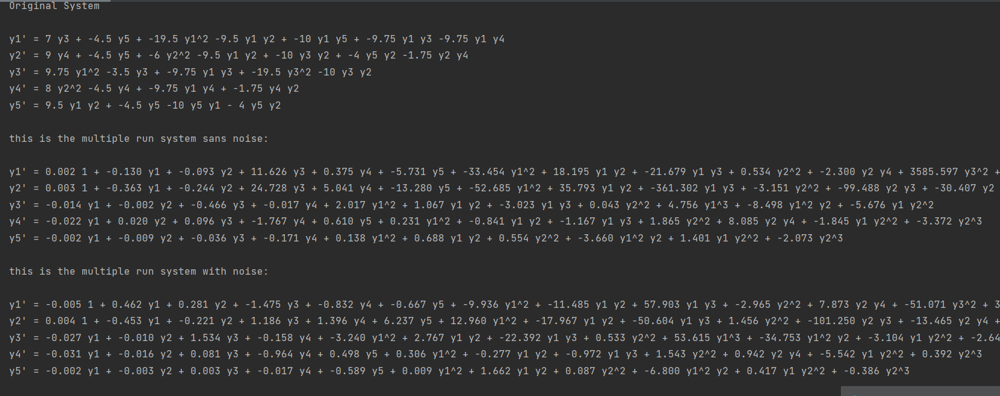 Original System
y1' = 7 y3 + -4.5 y5 + -19.5 y1^2 -9.5 y1 y2 + -10 y1 y5 + -9.75 y1 y3 -9.75 y1 y4
y2' = 9 y4 + -4.5 y5 + -6 y2^2 -9.5 y1 y2 + -10 y3 y2 + -4 y5 y2 -1.75 y2 y4
y3' = 9.75 y1^2 -3.5 y3 + -9.75 y1 y3 + -19.5 y3^2 -10 y3 y2
y4' = 8 y2^2 -4.5 y4 + -9.75 y1 y4 + -1.75 y4 y2
y5' = 9.5 y1 y2 + -4.5 y5 -10 y5 y1 - 4 y5 y2
this is the multiple run system sans noise:
y1' = 0.002 1 + -0.130 y1 + -0.093 y2 + 11.626 y3 + 0.375 y4 + -5.731 y5 + -33.454 y1^2 + 18.195 y1 y2 + -21.679 y1 y3 + 0.534 y2^2 + -2.300 y2 y4 + 3585.597 y3^2 +
y2' = 0.003 1 + -0.363 y1 + -0.244 y2 + 24.728 y3 + 5.041 y4 + -13.280 y5 + -52.685 y1^2 + 35.793 y1 y2 + -361.302 y1 y3 + -3.151 y2^2 + -99.488 y2 y3 + -30.407 y2
y3' = -0.014 y1 + -0.002 y2 + -0.466 y3 + -0.017 y4 + 2.017 y1^2 + 1.067 y1 y2 + -3.023 y1 y3 + 0.043 y2^2 + 4.756 y1^3 + -8.498 y1^2 y2 + -5.676 y1 y2^2
y4' = -0.022 y1 + 0.020 y2 + 0.096 y3 + -1.767 y4 + 0.610 y5 + 0.231 y1^2 + -0.841 y1 y2 + -1.167 y1 y3 + 1.865 y2^2 + 8.085 y2 y4 + -1.845 y1 y2^2 + -3.372 y2^3
y5' = -0.002 y1 + -0.009 y2 + -0.036 y3 + -0.171 y4 + 0.138 y1^2 + 0.688 y1 y2 + 0.554 y2^2 + -3.660 y1^2 y2 + 1.401 y1 y2^2 + -2.073 y2^3
this is the multiple run system with noise:
y1' = -0.005 1 + 0.462 y1 + 0.281 y2 + -1.475 y3 + -0.832 y4 + -0.667 y5 + -9.936 y1^2 + -11.485 y1 y2 + 57.903 y1 y3 + -2.965 y2^2 + 7.873 y2 y4 + -51.071 y3^2 + 3
y2' = 0.004 1 + -0.453 y1 + -0.221 y2 + 1.186 y3 + 1.396 y4 + 6.237 y5 + 12.960 y1^2 + -17.967 y1 y2 + -50.604 y1 y3 + 1.456 y2^2 + -101.250 y2 y3 + -13.465 y2 y4 +
y3' = -0.027 y1 + -0.010 y2 + 1.534 y3 + -0.158 y4 + -3.240 y1^2 + 2.767 y1 y2 + -22.392 y1 y3 + 0.533 y2^2 + 53.615 y1^3 + -34.753 y1^2 y2 + -3.104 y1 y2^2 + -2.64
y4' = -0.031 y1 + -0.016 y2 + 0.081 y3 + -0.964 y4 + 0.498 y5 + 0.306 y1^2 + -0.277 y1 y2 + -0.972 y1 y3 + 1.543 y2^2 + 0.942 y2 y4 + -5.542 y1 y2^2 + 0.392 y2^3
y5' = -0.002 y1 + -0.003 y2 + 0.003 y3 + -0.017 y4 + -0.589 y5 + 0.009 y1^2 + 1.662 y1 y2 + 0.087 y2^2 + -6.800 y1^2 y2 + 0.417 y1 y2^2 + -0.386 y2^3